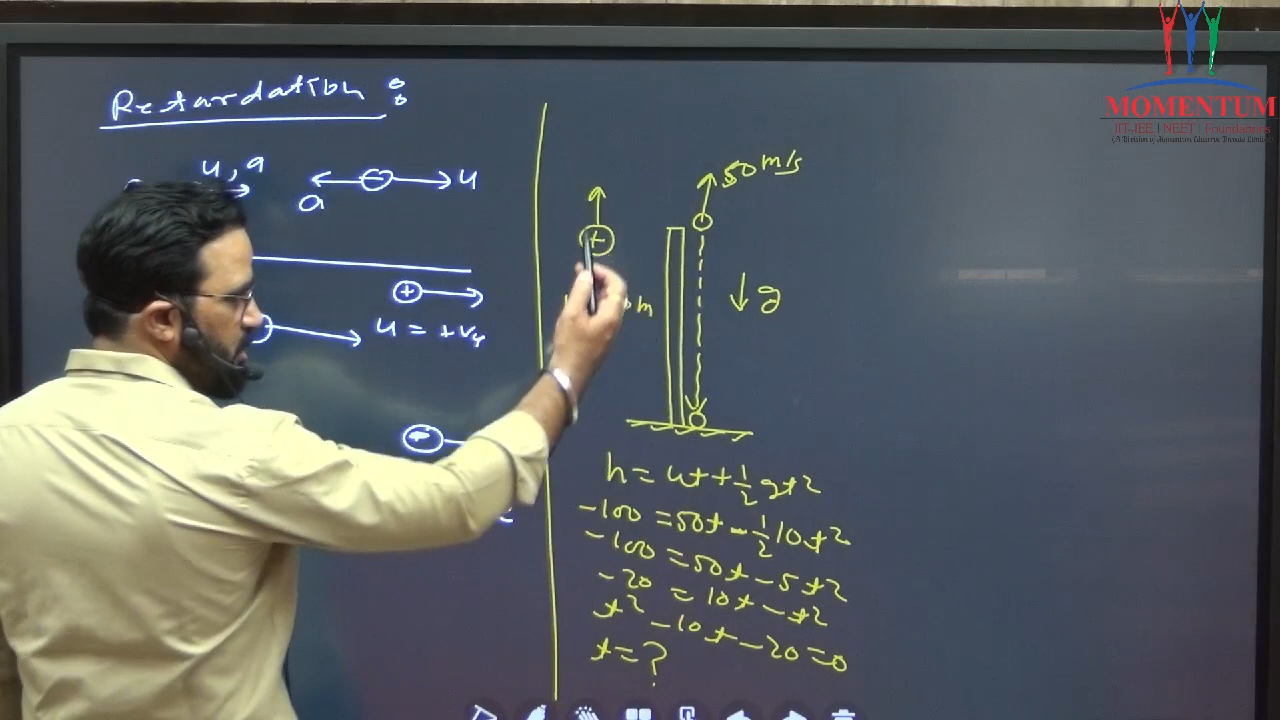 MOMENTUM
IIT-JEE | NEET | Foundations
Retardation :
u, a
a
u
+
u = +ve
50 m/s
+
m
↓ g
h = ut + 1/2 gt²
-100 = 50t - 1/2 10t²
-100 = 50t - 5t²
-20 = 10t - t²
t² - 10t - 20 = 0
t = ?